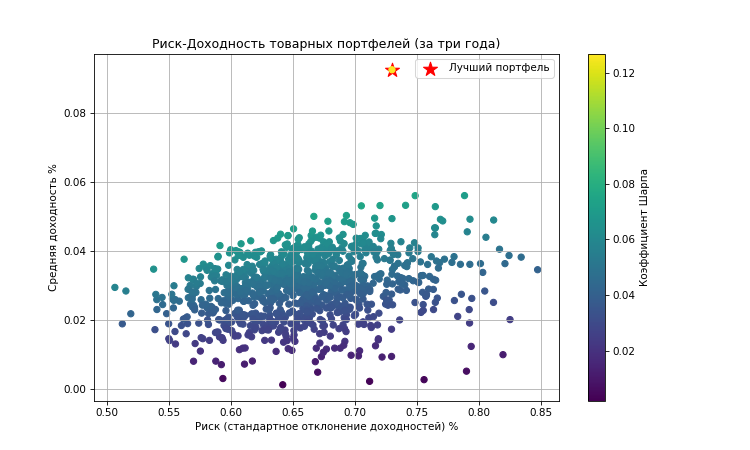 Риск-Доходность товарных портфелей (за три года)
Лучший портфель
Средняя доходность %
0.08
0.06
0.04
0.02
0.00
0.50 0.55 0.60 0.65 0.70 0.75 0.80 0.85
Риск (стандартное отклонение доходностей) %
0.12
0.10
0.08
0.06
0.04
0.02
Коэффициент Шарпа